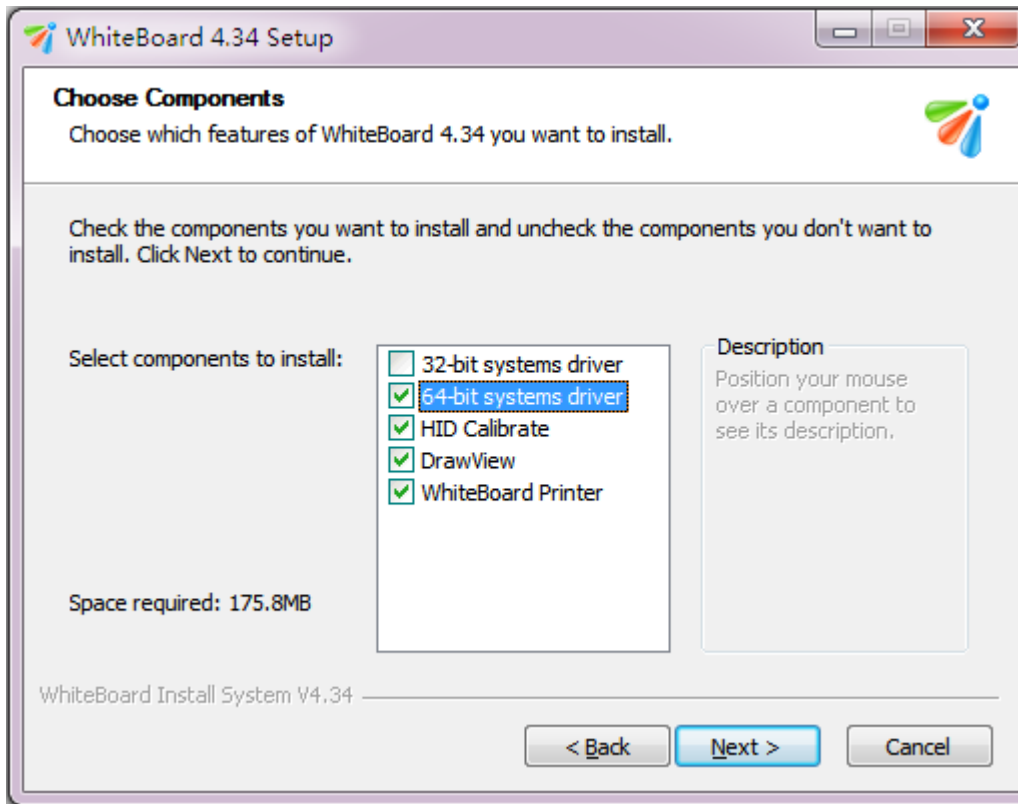 WhiteBoard 4.34 Setup
Choose Components
Choose which features of WhiteBoard 4.34 you want to install.
Check the components you want to install and uncheck the components you don't want to
install. Click Next to continue.
Select components to install:
32-bit systems driver
64-bit systems driver
HID Calibrate
DrawView
WhiteBoard Printer
Description
Position your mouse
over a component to
see its description.
Space required: 175.8MB
WhiteBoard Install System V4.34
< Back
Next >
Cancel